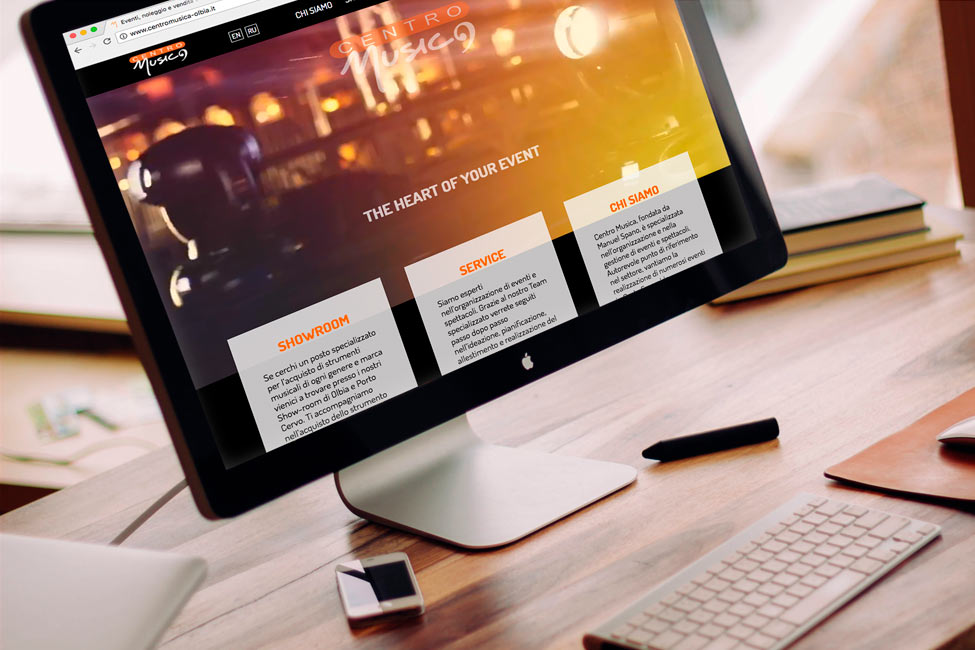 Eventi, noleggio e vendita
www.centromusica-olbia.it
CENTRO
Musica
EN RU
CHI SIAMO
CENTRO
Musica
THE HEART OF YOUR EVENT
SHOWROOM
Se cerchi un posto specializzato
per l'acquisto di strumenti
musicali di ogni genere e marca
vienici a trovare presso i nostri
Show-room di Olbia e Porto
Cervo. Ti accompagniamo
nell'acquisto dello strumento
SERVICE
Siamo esperti
nell'organizzazione di eventi e
spettacoli. Grazie al nostro Team
specializzato verrete seguiti
passo dopo passo
nell'ideazione, pianificazione,
allestimento e realizzazione del
CHI SIAMO
Centro Musica, fondata da
Manuel Spano, è specializzata
nell'organizzazione e nella
gestione di eventi e spettacoli.
Autorevole punto di riferimento
nel settore, vantiamo la
realizzazione di numerosi eventi